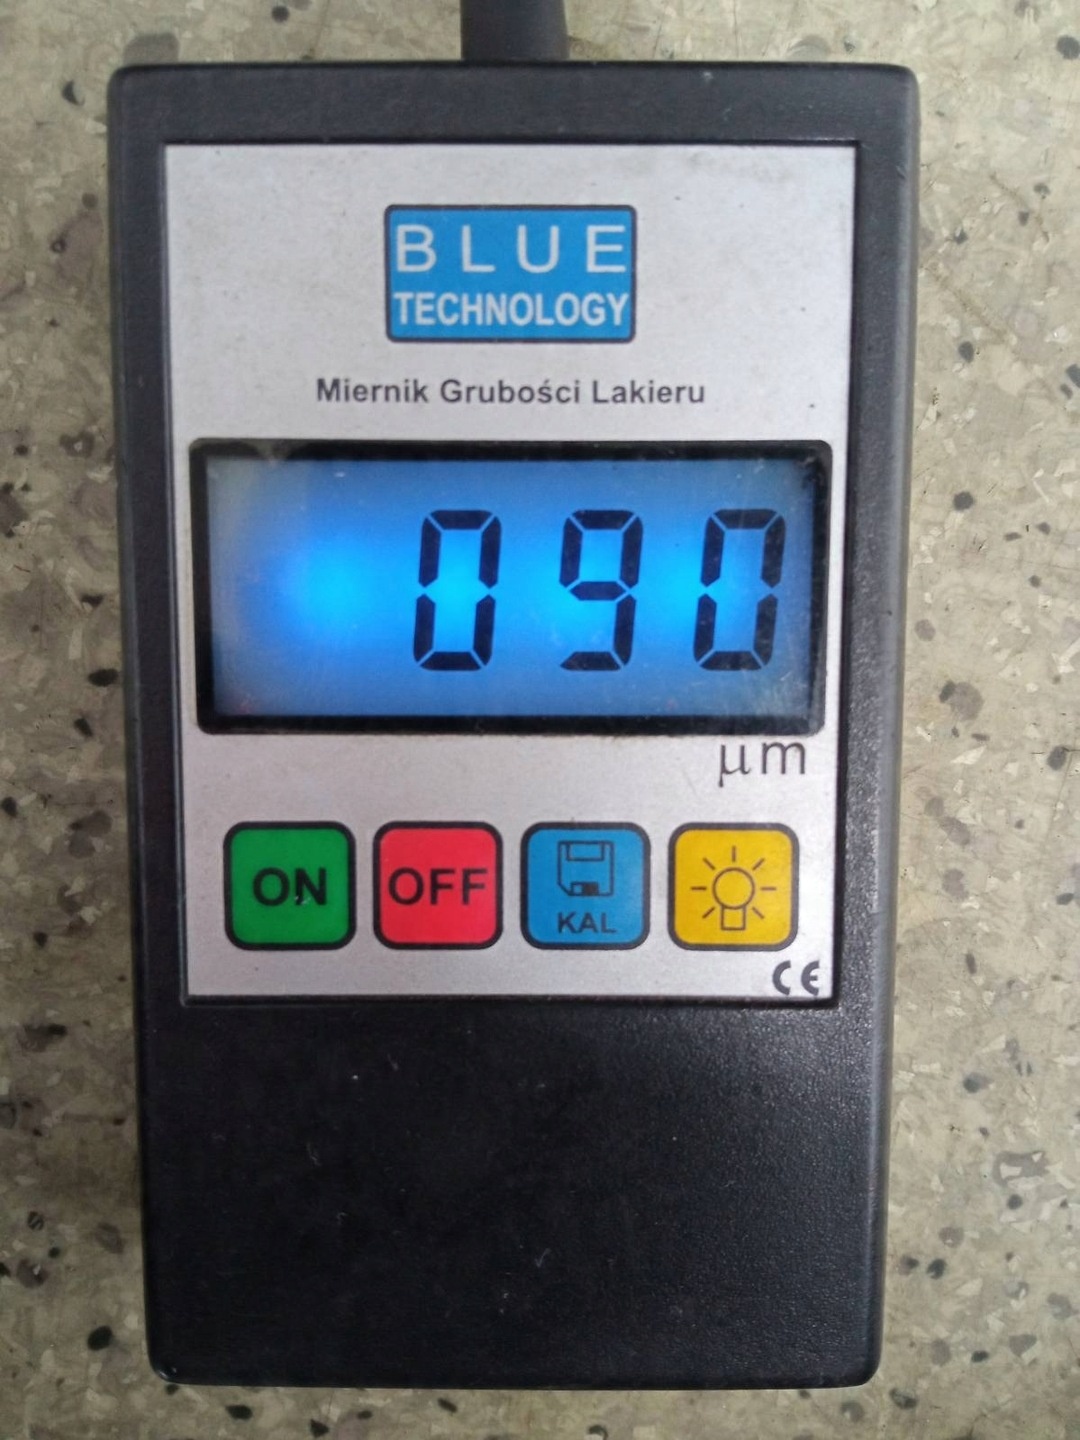 BLUE
TECHNOLOGY
Miernik Grubości Lakieru
090
µm
ON OFF KAL
CE